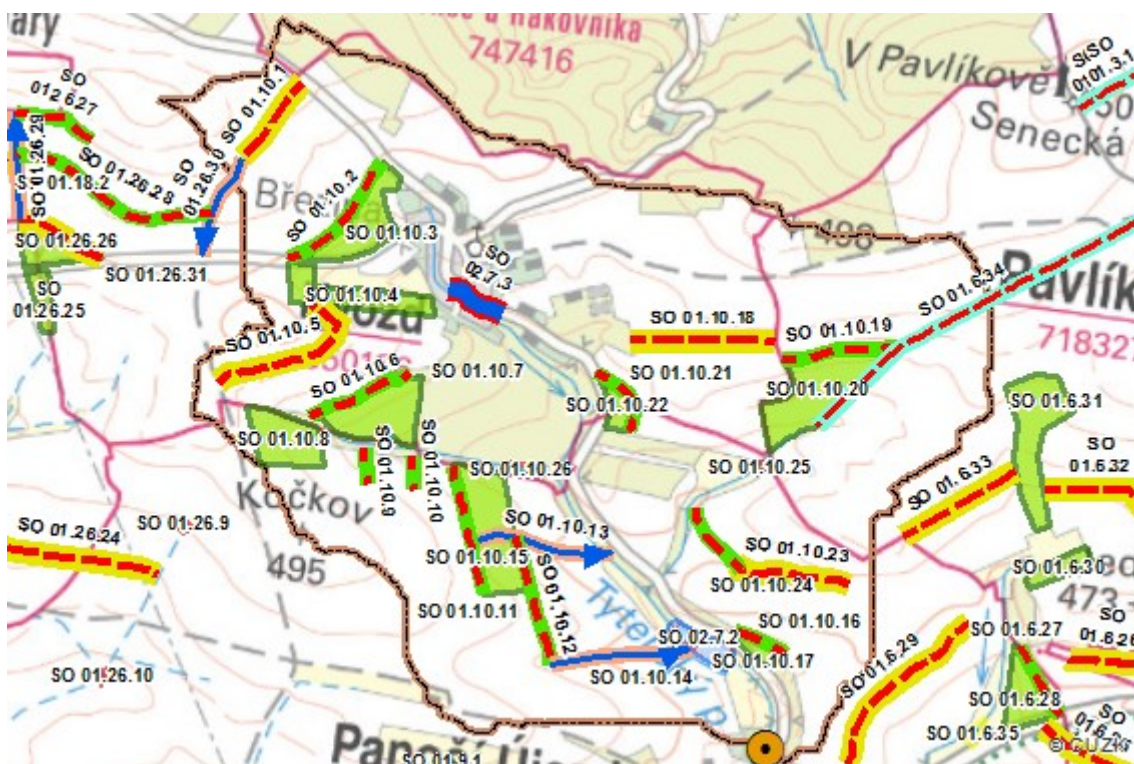 a Rakovníka
747416
V Pavlíkově
Senecká
498
Pavlík
71832
Březina
Kočkov
495
473
Panoší Újez
© ČÚZK
SO 01.26.27
SO 01.10.1
SO 01.26.29
SO 01.18.2
SO 01.26.28
SO 01.26.30
SO 01.10.2
SO 01.10.3
SO 01.26.26
SO 01.26.31
SO 01.26.25
SO 01.10.4
SO 01.10.5
SO 02.7.3
SO 01.6.34
SO 01.10.18
SO 01.10.19
SO 01.10.6
SO 01.10.7
SO 01.10.21
SO 01.10.20
SO 01.10.22
SO 01.6.31
SO 01.10.8
SO 01.10.9
SO 01.10.10
SO 01.10.26
SO 01.10.25
SO 01.6.33
SO 01.6.32
SO 01.26.24
SO 01.26.9
SO 01.10.13
SO 01.10.15
SO 01.10.23
SO 01.10.24
SO 01.6.30
SO 01.10.11
SO 01.10.12
SO 01.10.16
SO 02.7.2
SO 01.10.17
SO 01.10.14
SO 01.26.10
SO 01.6.29
SO 01.6.27
SO 01.6.28
SO 01.6.35